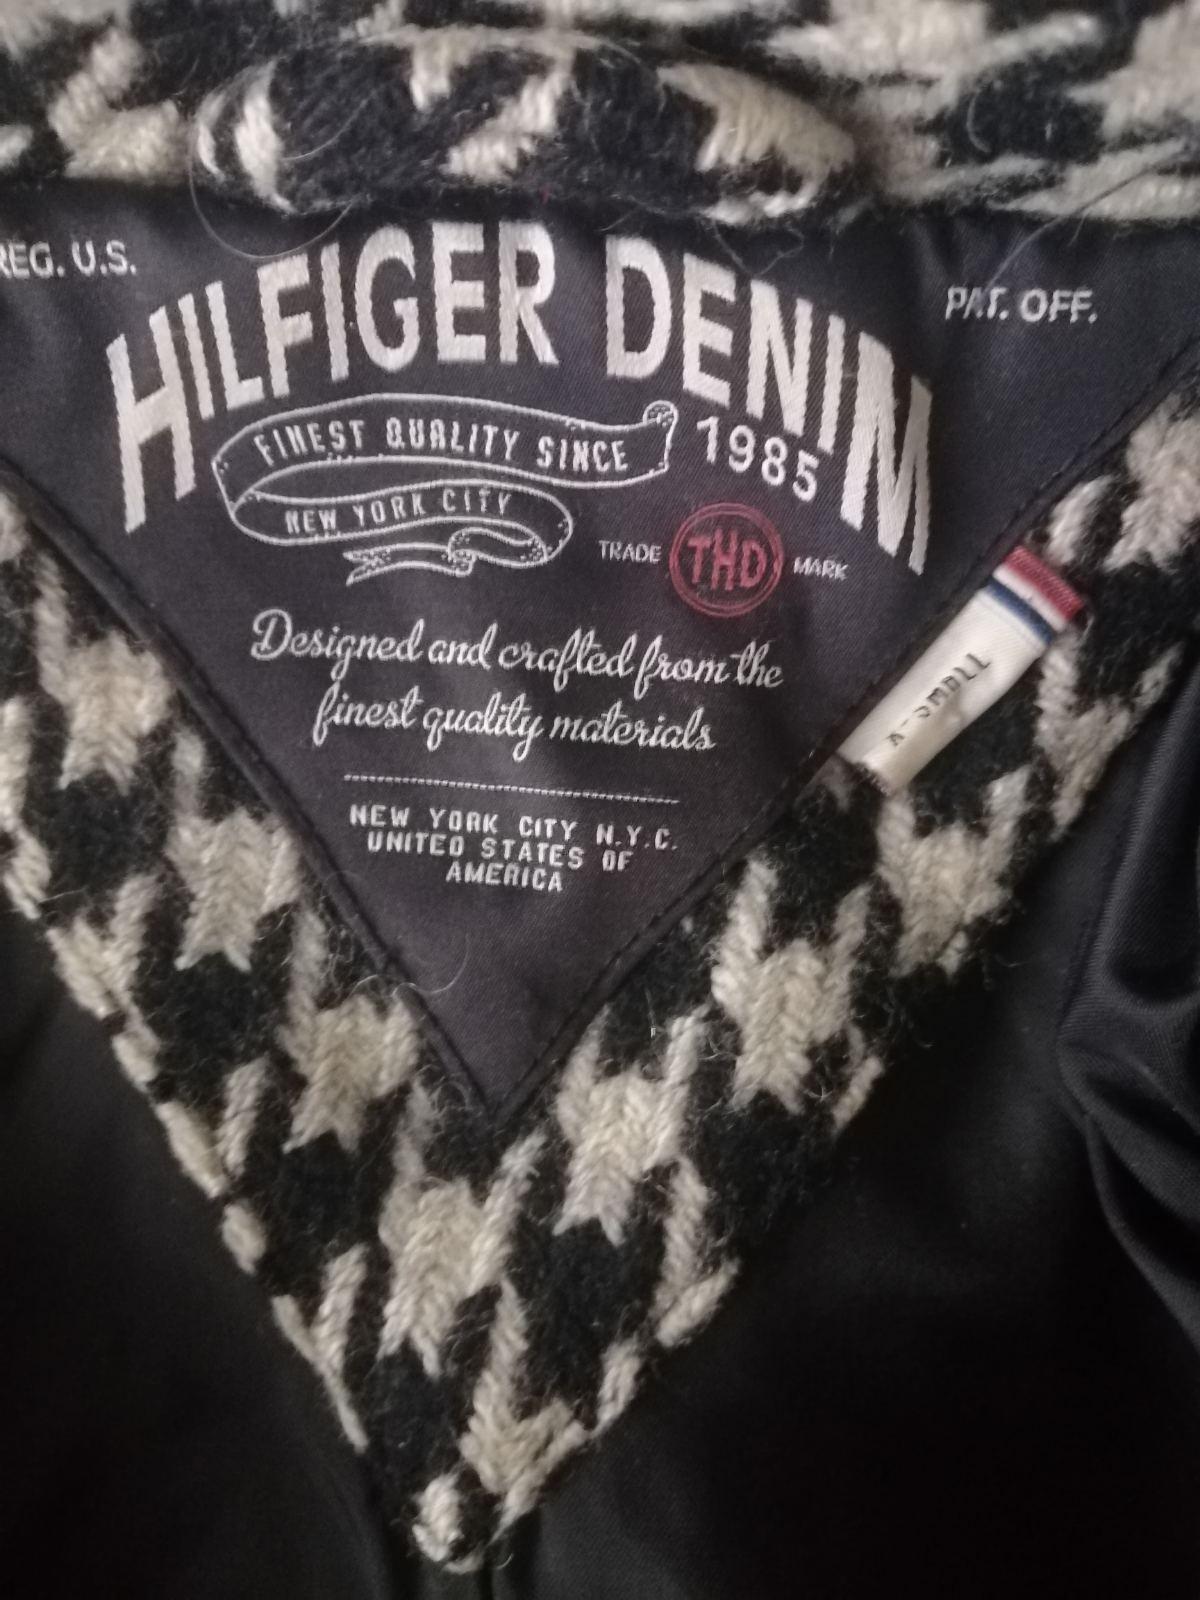 REG. U.S.
PAT. OFF.
HILFIGER DENIM
FINEST QUALITY SINCE
1985
NEW YORK CITY
TRADE THD MARK
Designed and crafted from the
finest quality materials
NEW YORK CITY N.Y.C.
UNITED STATES OF
AMERICA
A-SMALL